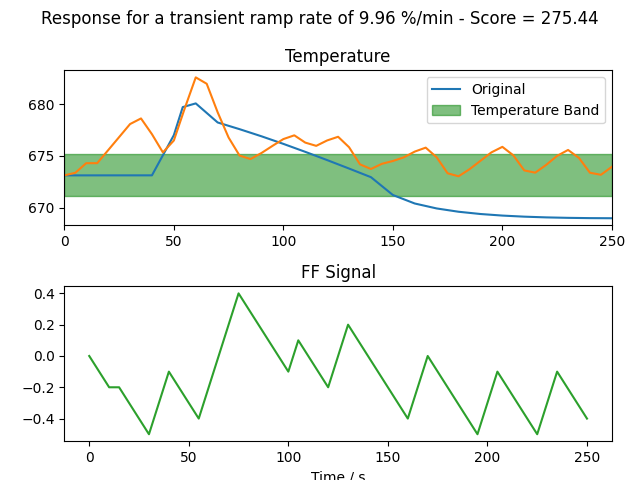 Response for a transient ramp rate of 9.96 %/min - Score = 275.44
Temperature
Original
Temperature Band
680
675
670
0 50 100 150 200 250
FF Signal
0.4
0.2
0.0
−0.2
−0.4
0 50 100 150 200 250
Time / s